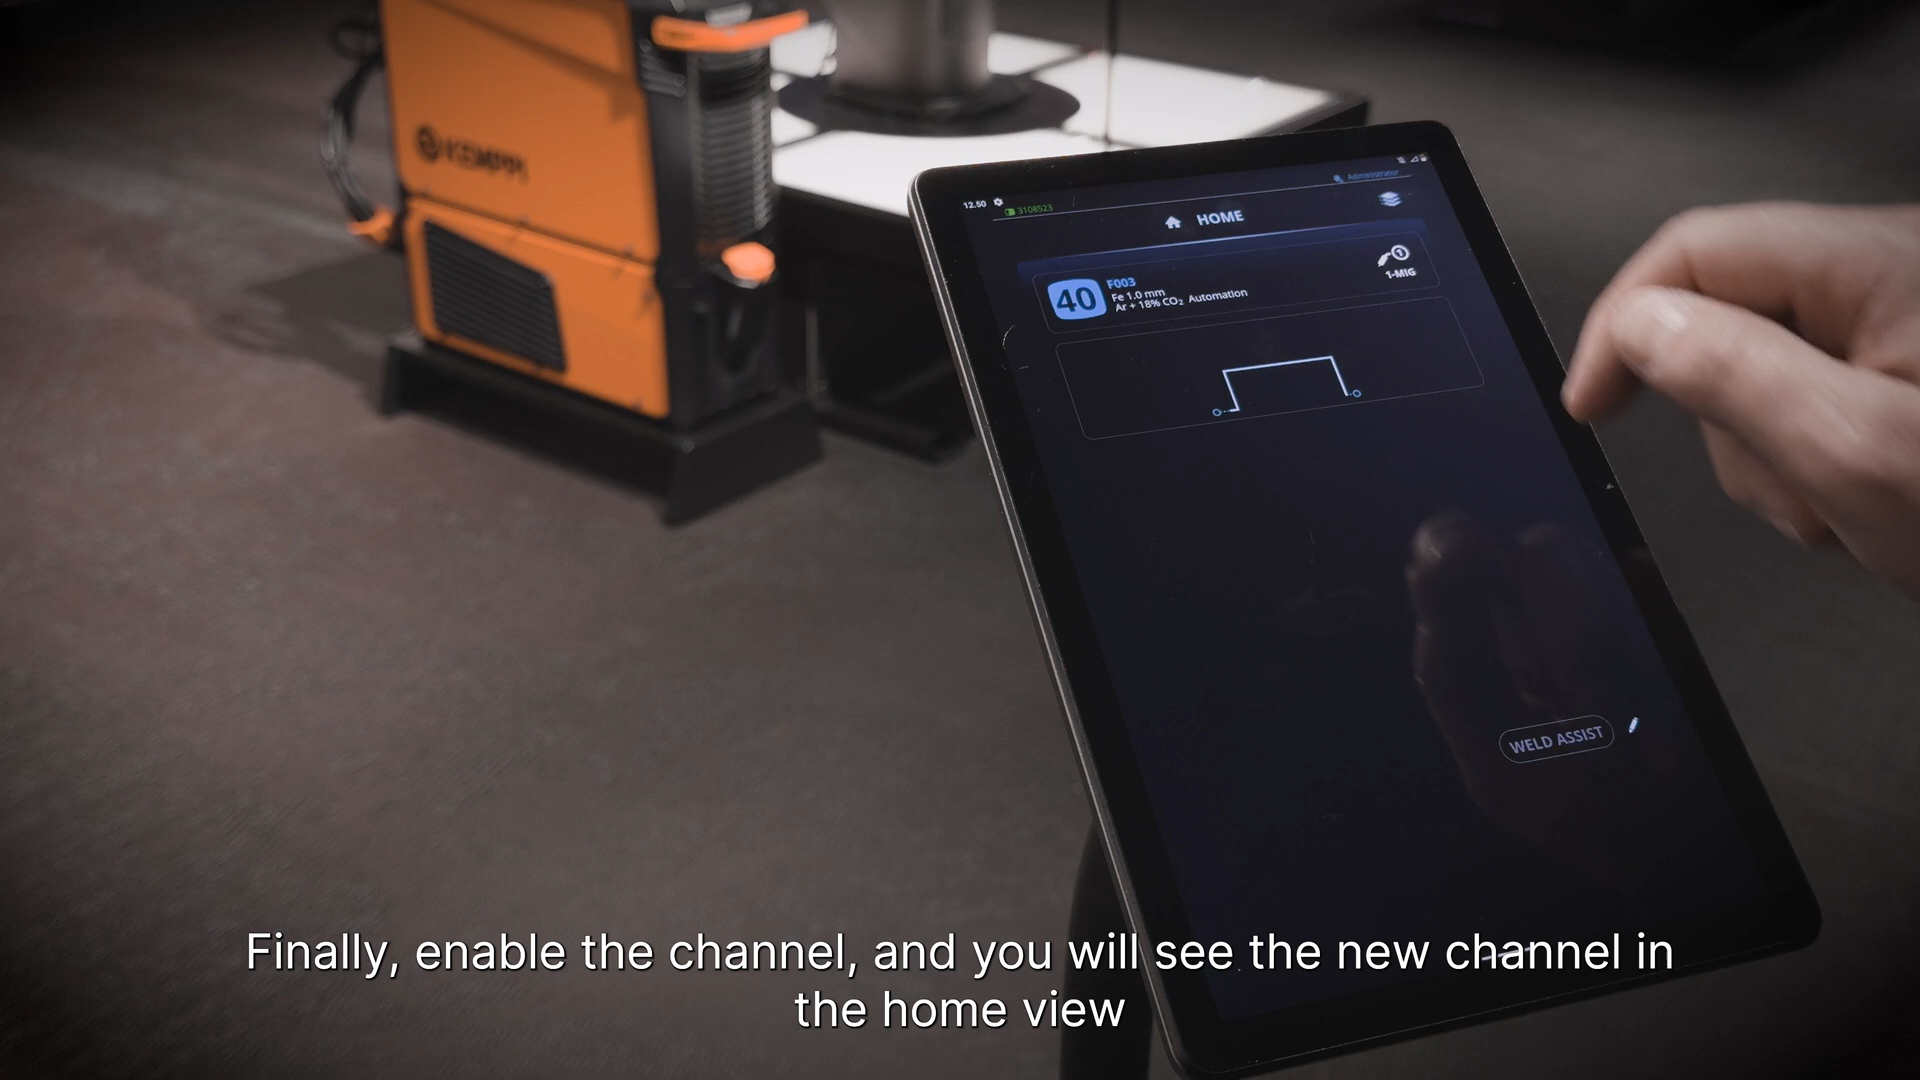 KEMPPI
12.50
3108523
Administrator
HOME
40
F003
Fe 1.0 mm
Ar + 18% CO₂ Automation
1
1-MIG
WELD ASSIST
Finally, enable the channel, and you will see the new channel in
the home view